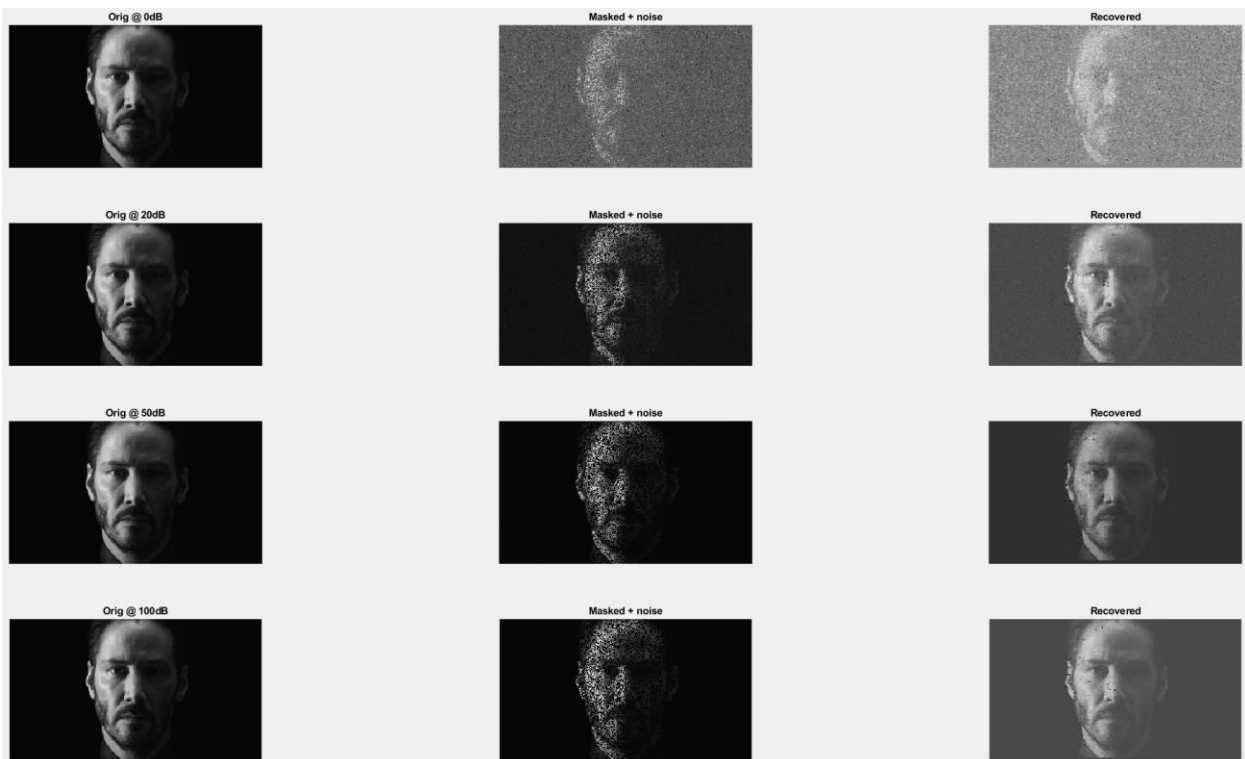 Orig @ 0dB
Masked + noise
Recovered
Orig @ 20dB
Masked + noise
Recovered
Orig @ 50dB
Masked + noise
Recovered
Orig @ 100dB
Masked + noise
Recovered